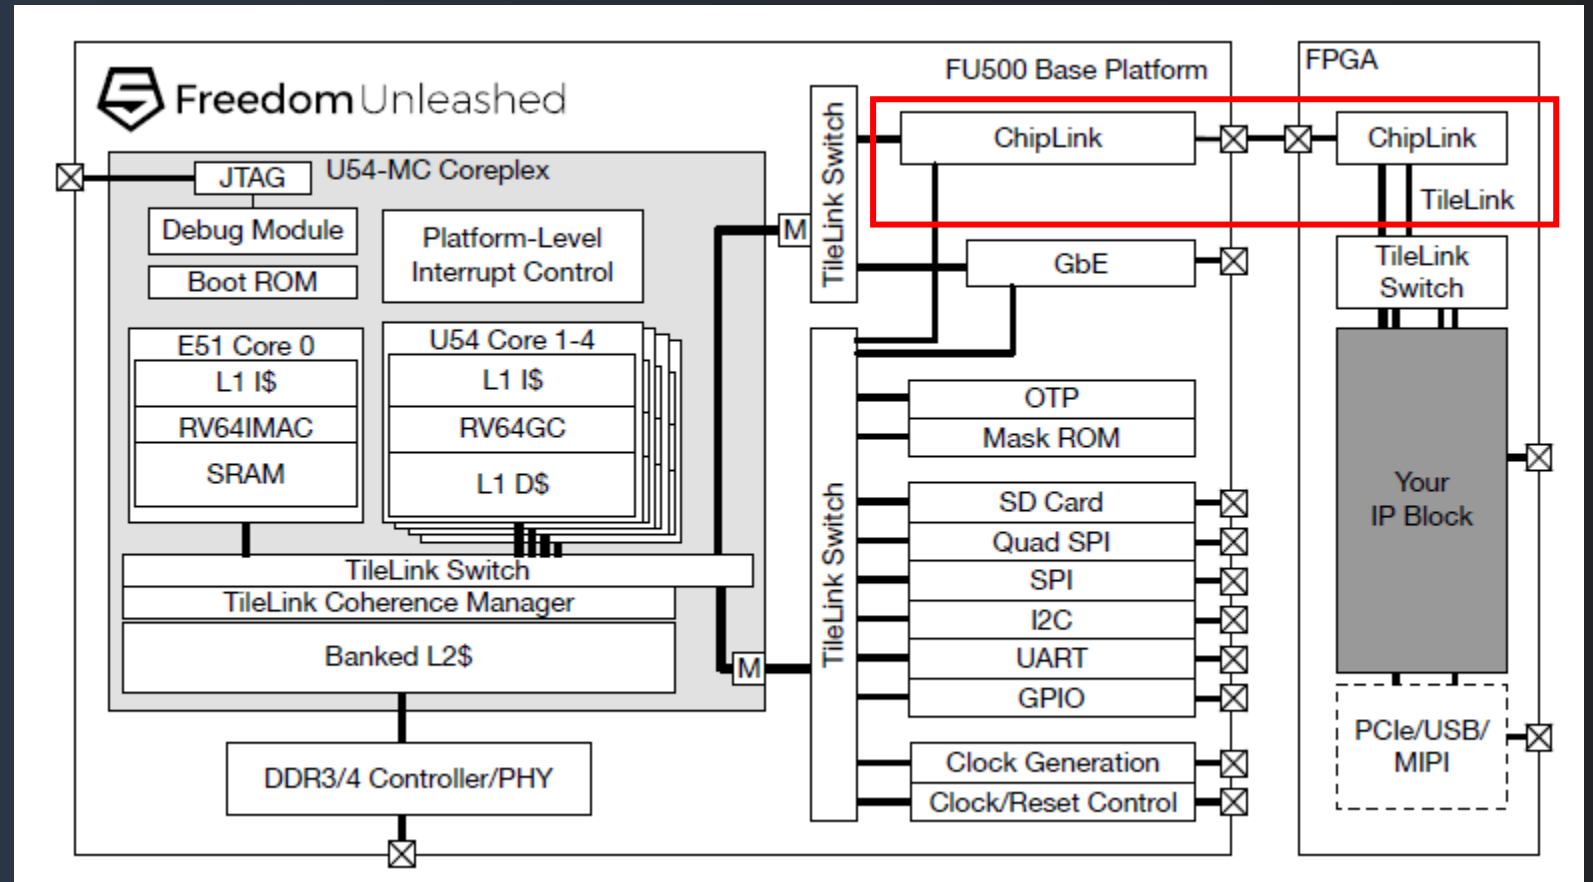 FU500 Base Platform
FPGA
Freedom Unleashed
TileLink Switch
ChipLink
ChipLink
U54-MC Coreplex
JTAG
TileLink
Debug Module
Platform-Level
Interrupt Control
M
GbE
TileLink
Switch
Boot ROM
E51 Core 0
L1 I$
RV64IMAC
SRAM
U54 Core 1-4
L1 I$
RV64GC
L1 D$
TileLink Switch
OTP
Mask ROM
SD Card
Quad SPI
SPI
I2C
UART
GPIO
Your
IP Block
TileLink Switch
TileLink Coherence Manager
Banked L2$
M
PCIe/USB/
MIPI
DDR3/4 Controller/PHY
Clock Generation
Clock/Reset Control